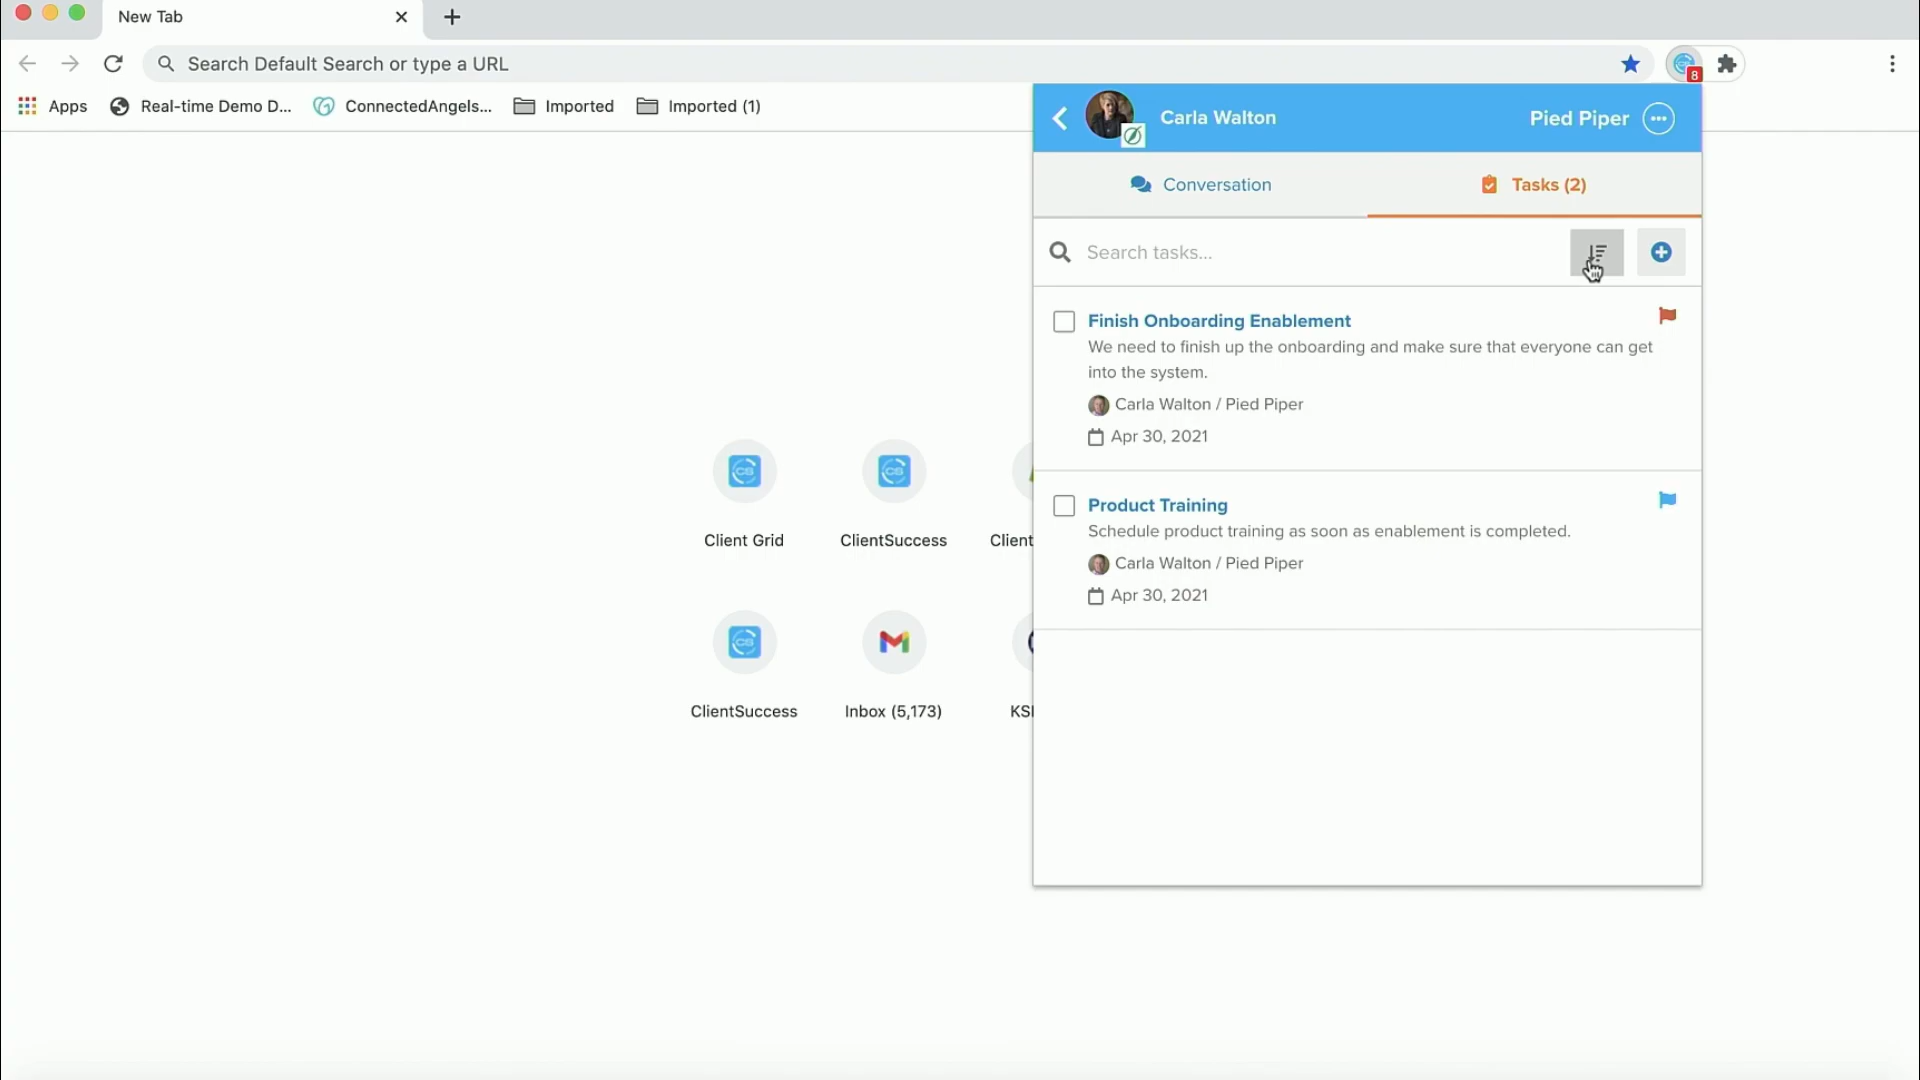 New Tab
Search Default Search or type a URL
8
Apps
Real-time Demo D...
ConnectedAngels...
Imported
Imported (1)
Carla Walton
Pied Piper
Conversation
Tasks (2)
Search tasks...
Finish Onboarding Enablement
We need to finish up the onboarding and make sure that everyone can get
into the system.
Carla Walton / Pied Piper
Apr 30, 2021
Product Training
Schedule product training as soon as enablement is completed.
Carla Walton / Pied Piper
Apr 30, 2021
CS
CS
Client Grid
ClientSuccess
Client
CS
ClientSuccess
Inbox (5,173)